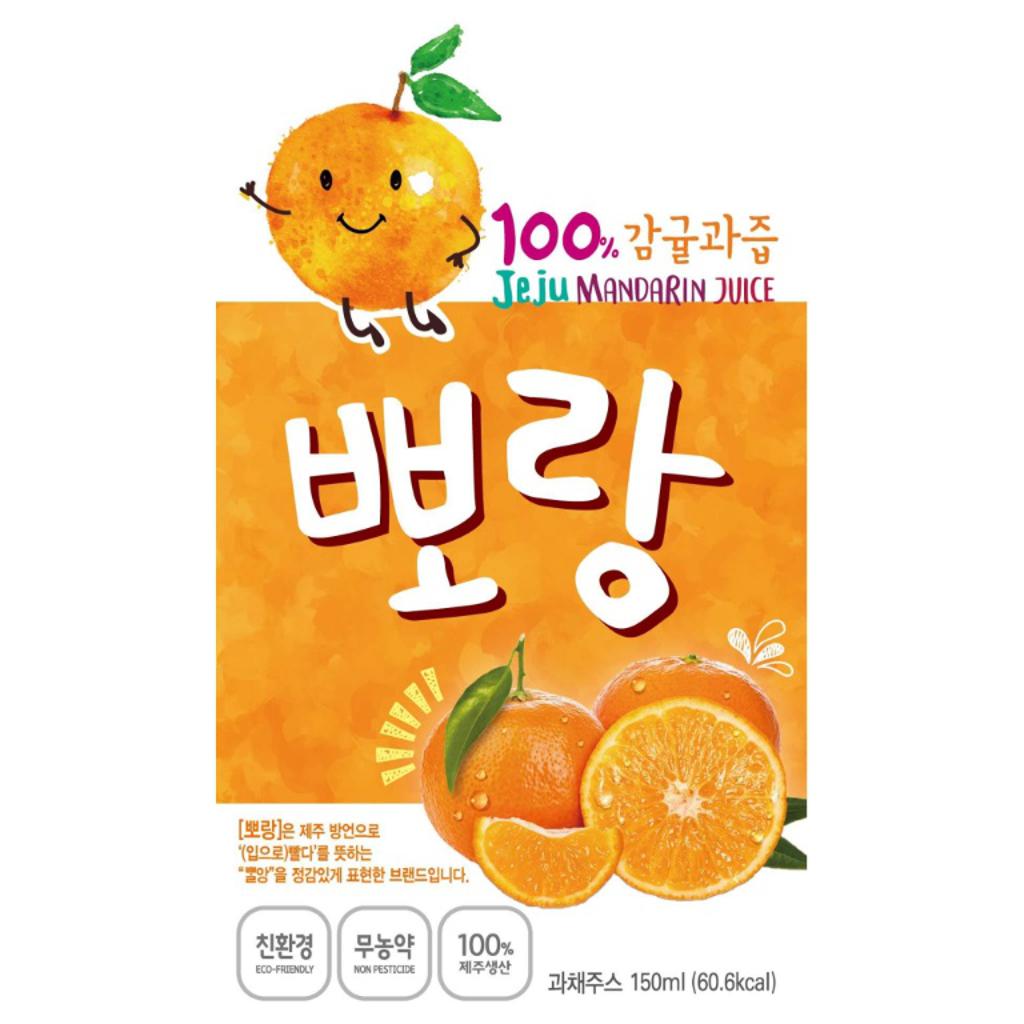 100% 감귤과즙
Jeju MANDARIN JUICE
뽀랑
[뽀랑]은 제주 방언으로
'(입으로)빨다'를 뜻하는
"뽈앙"을 정감있게 표현한 브랜드입니다.
친환경
ECO-FRIENDLY
무농약
NON PESTICIDE
100%
제주생산
과채주스 150ml (60.6kcal)